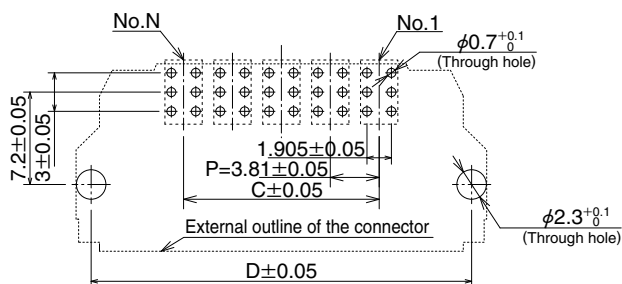 No.N
No.1
φ0.7+0.1 0
(Through hole)
7.2±0.05
3±0.05
1.905±0.05
P=3.81±0.05
C±0.05
External outline of the connector
φ2.3+0.1 0
(Through hole)
D±0.05